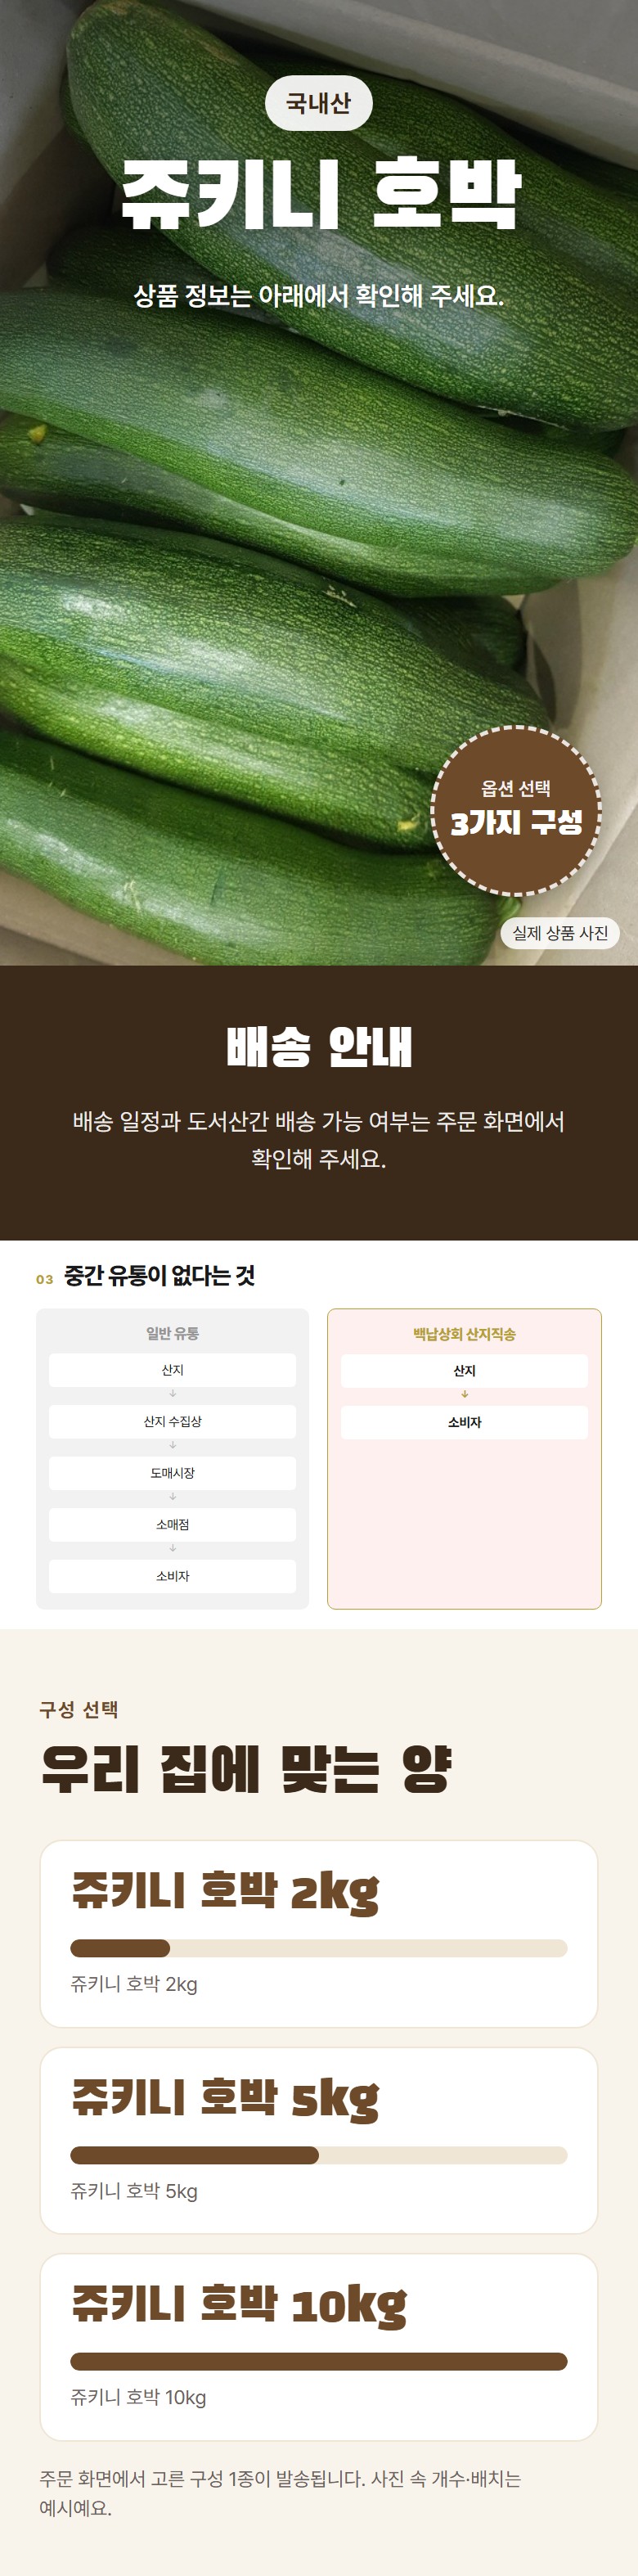 국내산
쥬키니 호박
상품 정보는 아래에서 확인해 주세요.
옵션 선택
3가지 구성
실제 상품 사진
배송 안내
배송 일정과 도서산간 배송 가능 여부는 주문 화면에서
확인해 주세요.
03 중간 유통이 없다는 것
일반 유통
산지
↓
산지 수집상
↓
도매시장
↓
소매점
↓
소비자
백납상회 산지직송
산지
↓
소비자
구성 선택
우리 집에 맞는 양
쥬키니 호박 2kg
쥬키니 호박 2kg
쥬키니 호박 5kg
쥬키니 호박 5kg
쥬키니 호박 10kg
쥬키니 호박 10kg
주문 화면에서 고른 구성 1종이 발송됩니다. 사진 속 개수·배치는
예시예요.